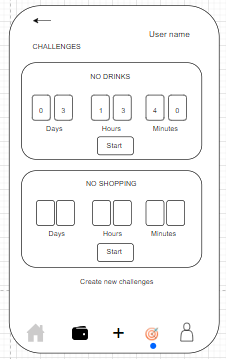 User name
CHALLENGES
NO DRINKS
0 3 1 3 4 0
Days Hours Minutes
Start
NO SHOPPING
Days Hours Minutes
Start
Create new challenges